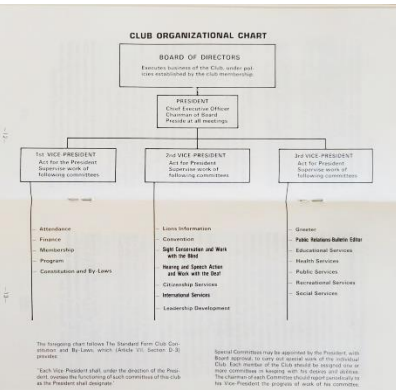 CLUB ORGANIZATIONAL CHART
BOARD OF DIRECTORS
Executes business of the Club, under pol-
icies established by the club membership.
PRESIDENT
Chief Executive Officer
Chairman of Board
Preside at all meetings
1st VICE-PRESIDENT
Act for the President
Supervise work of
following committees
2nd VICE-PRESIDENT
Act for President
Supervise work of
following committees
3rd VICE-PRESIDENT
Act for the President
Supervise work of
following committees
Attendance
Finance
Membership
Program
Constitution and By-Laws
Lions Information
Convention
Sight Conservation and Work
with the Blind
Hearing and Speech Action
and Work with the Deaf
Citizenship Services
International Services
Leadership Development
Greeter
Public Relations-Bulletin Editor
Educational Services
Health Services
Public Services
Recreational Services
Social Services
-12-
-13-
The foregoing chart follows The Standard Form Club Con-
stitution and By-Laws, which (Article VII, Section D-3)
provides
"Each Vice President shall, under the direction of the Presi-
dent, oversee the functioning of such committees of this club
as the President shall designate."
Special Committees may be appointed by the President, with
Board approval, to carry out special work of the individual
Club. Each member of the Club should be assigned one or
more committees in keeping with his desires and abilities.
The chairman of each Committee should report periodically to
his Vice-President the progress of work of his committee.